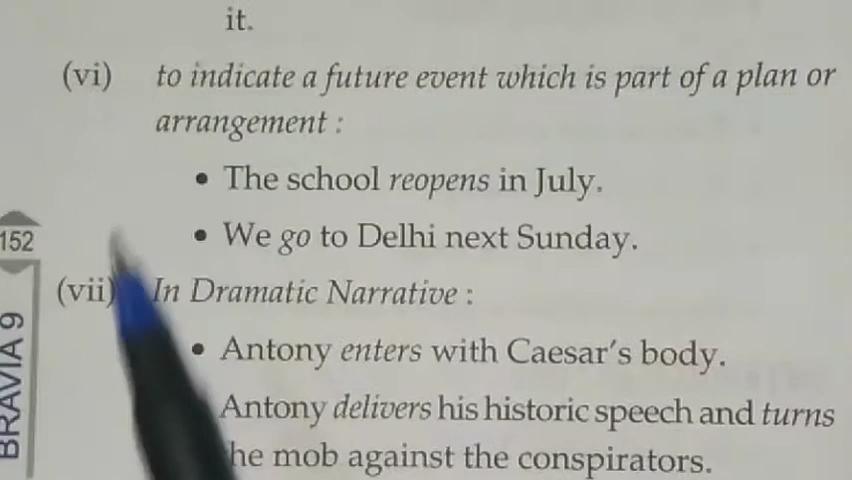 it.
(vi) to indicate a future event which is part of a plan or
arrangement :
• The school reopens in July.
• We go to Delhi next Sunday.
152
(vii) In Dramatic Narrative :
• Antony enters with Caesar's body.
Antony delivers his historic speech and turns
he mob against the conspirators.
BRAVIA 9